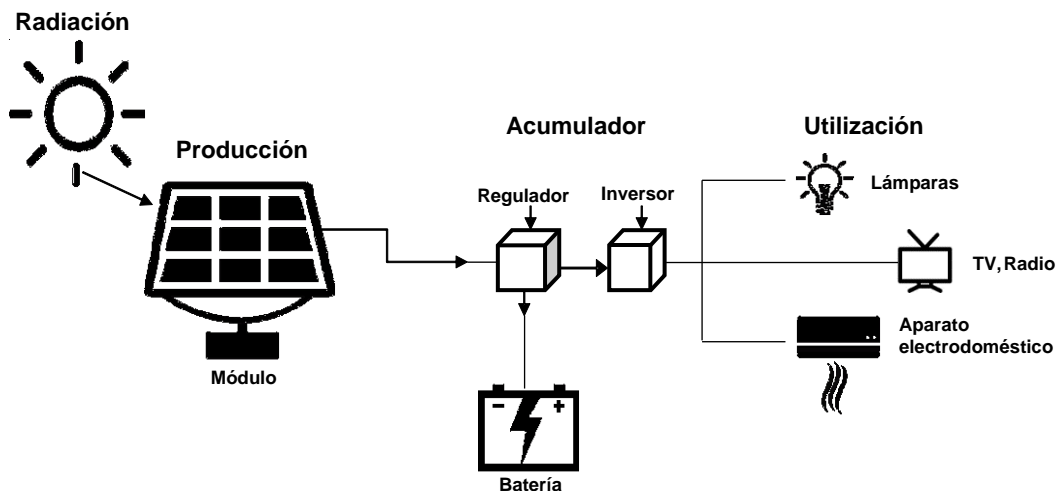 Radiación
Producción
Módulo
Acumulador
Regulador
Inversor
Batería
- +
Utilización
Lámparas
TV, Radio
Aparato
electrodoméstico